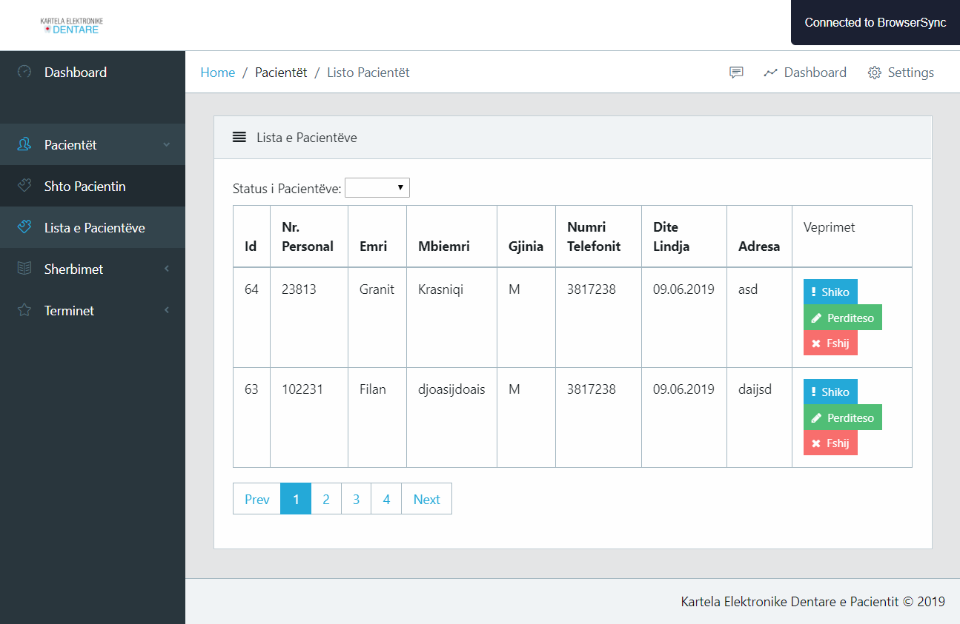 KARTELA ELEKTRONIKE
DENTARE
Connected to BrowserSync
Dashboard
Pacientët
Shto Pacientin
Lista e Pacientëve
Sherbimet
Terminet
Home / Pacientët / Listo Pacientët
Dashboard
Settings
Lista e Pacientëve
Status i Pacientëve:
Id Nr. Personal Emri Mbiemri Gjinia Numri Telefonit Dite Lindja Adresa Veprimet
64 23813 Granit Krasniqi M 3817238 09.06.2019 asd
Shiko
Perditeso
Fshij
63 102231 Filan djoasijdoais M 3817238 09.06.2019 daijsd
Shiko
Perditeso
Fshij
Prev 1 2 3 4 Next
Kartela Elektronike Dentare e Pacientit © 2019